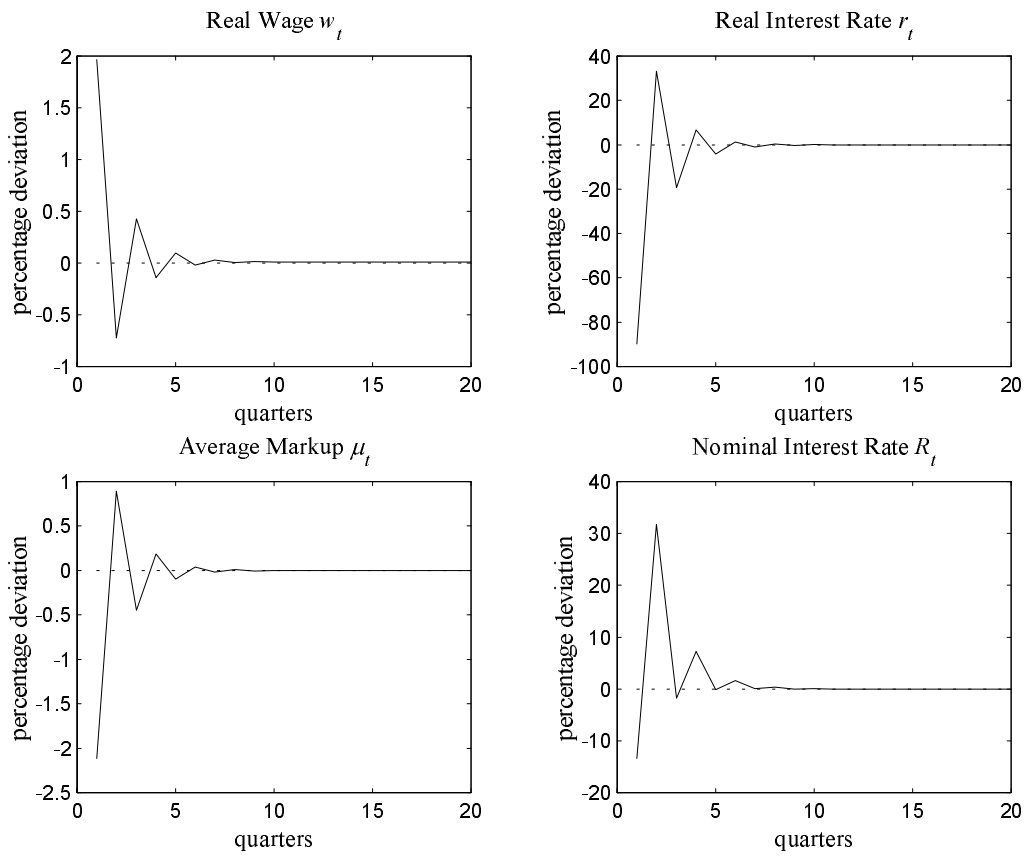 Real Wage w_t
percentage deviation
2
1.5
1
0.5
0
-0.5
-1
0 5 10 15 20
quarters
Real Interest Rate r_t
percentage deviation
40
20
0
-20
-40
-60
-80
-100
0 5 10 15 20
quarters
Average Markup μ_t
percentage deviation
1
0.5
0
-0.5
-1
-1.5
-2
-2.5
0 5 10 15 20
quarters
Nominal Interest Rate R_t
percentage deviation
40
30
20
10
0
-10
-20
0 5 10 15 20
quarters